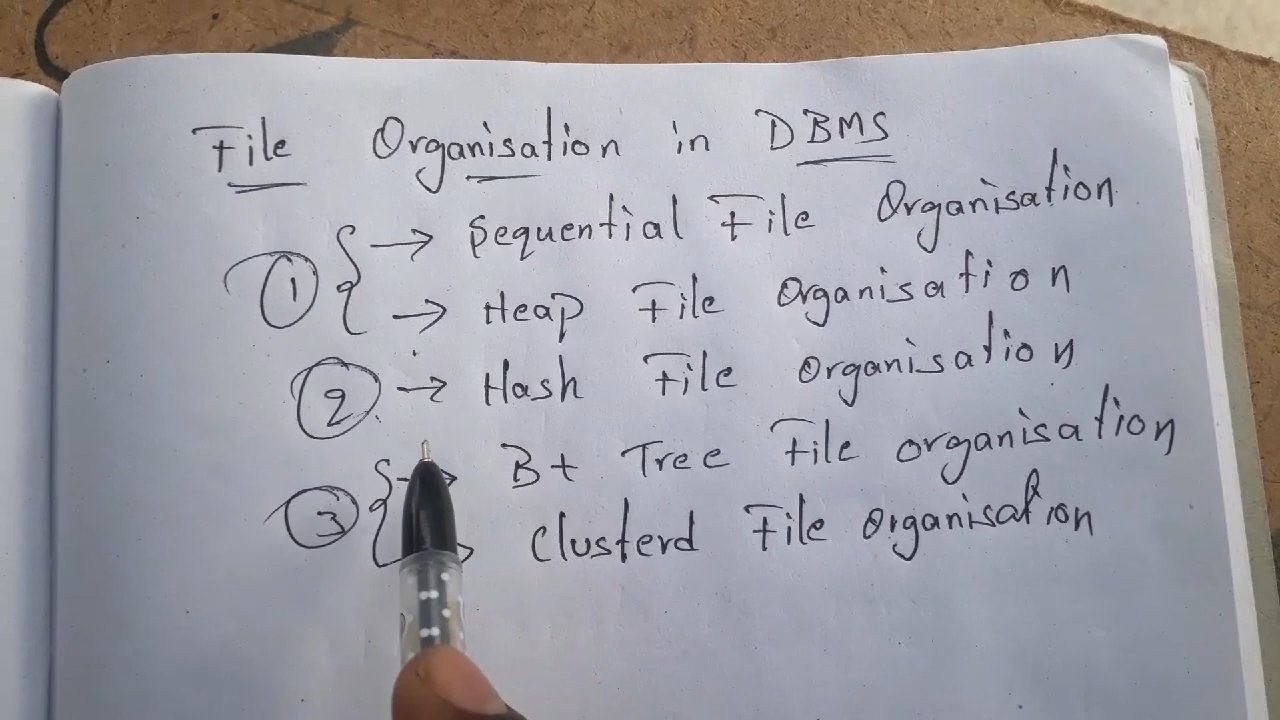 File Organisation in DBMS
① { → Sequential File Organisation
→ Heap File Organisation
② → Hash File Organisation
③ { → B+ Tree File organisation
→ Clusterd File Organisation